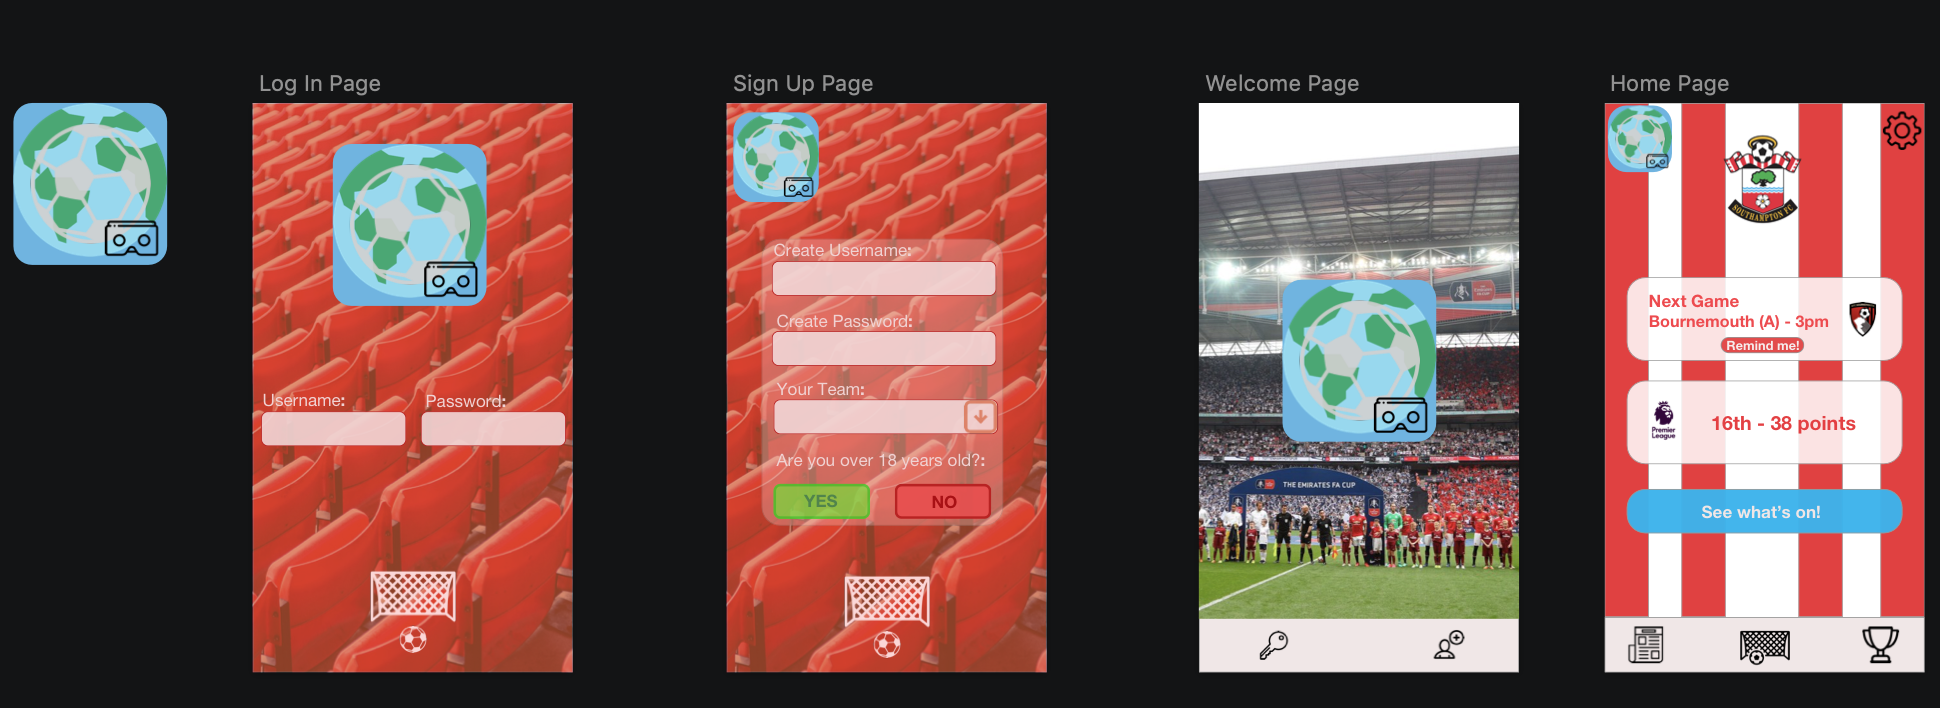 Log In Page
Username:
Password:
Sign Up Page
Create Username:
Create Password:
Your Team:
Are you over 18 years old?:
YES
NO
Welcome Page
THE EMIRATES FA CUP
Home Page
SOUTHAMPTON FC
Next Game
Bournemouth (A) - 3pm
Remind me!
Premier
League
16th - 38 points
See what's on!